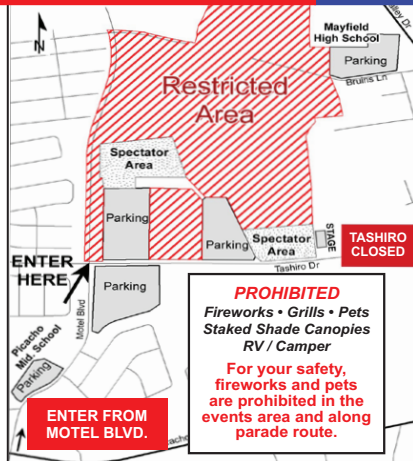 N
Mayfield
High School
Parking
Bruins Ln
Restricted
Area
Spectator
Area
Parking
Parking
Spectator
Area
STAGE
TASHIRO
CLOSED
Tashiro Dr
ENTER
HERE
Parking
Motel Blvd
Picacho
Mid. School
Parking
ENTER FROM
MOTEL BLVD.
PROHIBITED
Fireworks • Grills • Pets
Staked Shade Canopies
RV / Camper
For your safety,
fireworks and pets
are prohibited in the
events area and along
parade route.